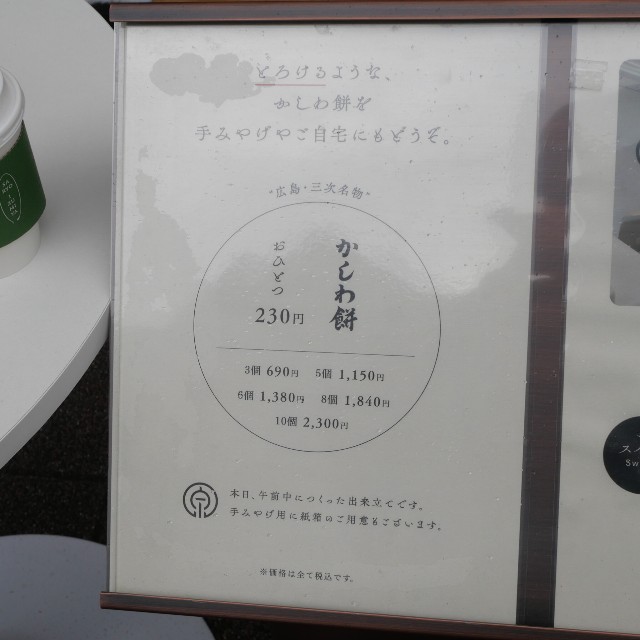 とろけるような、
かしわ餅を
手みやげやご自宅にもどうぞ。
広島・三次名物
かしわ餅
おひとつ
230円
3個 690円 5個 1,150円
6個 1,380円 8個 1,840円
10個 2,300円
本日、午前中につくった出来立てです。
手みやげ用に紙箱のご用意もございます。
※価格は全て税込です。